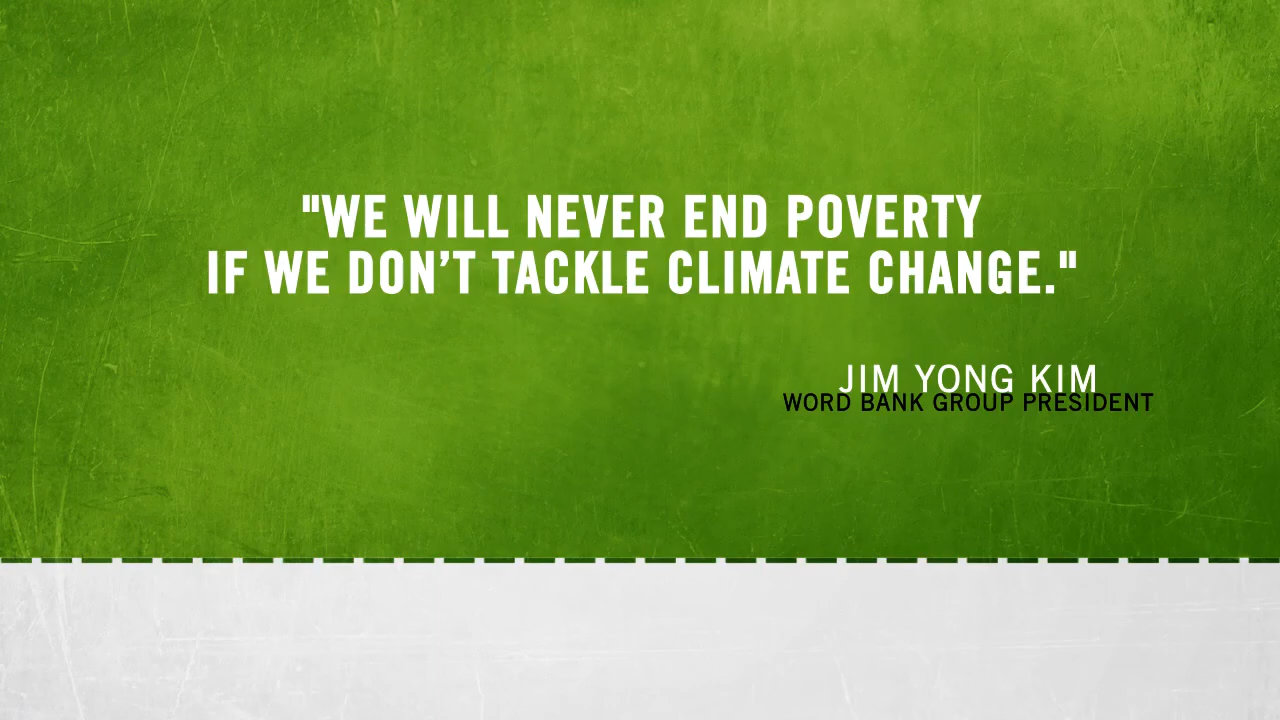 "WE WILL NEVER END POVERTY
IF WE DON’T TACKLE CLIMATE CHANGE."
JIM YONG KIM
WORD BANK GROUP PRESIDENT